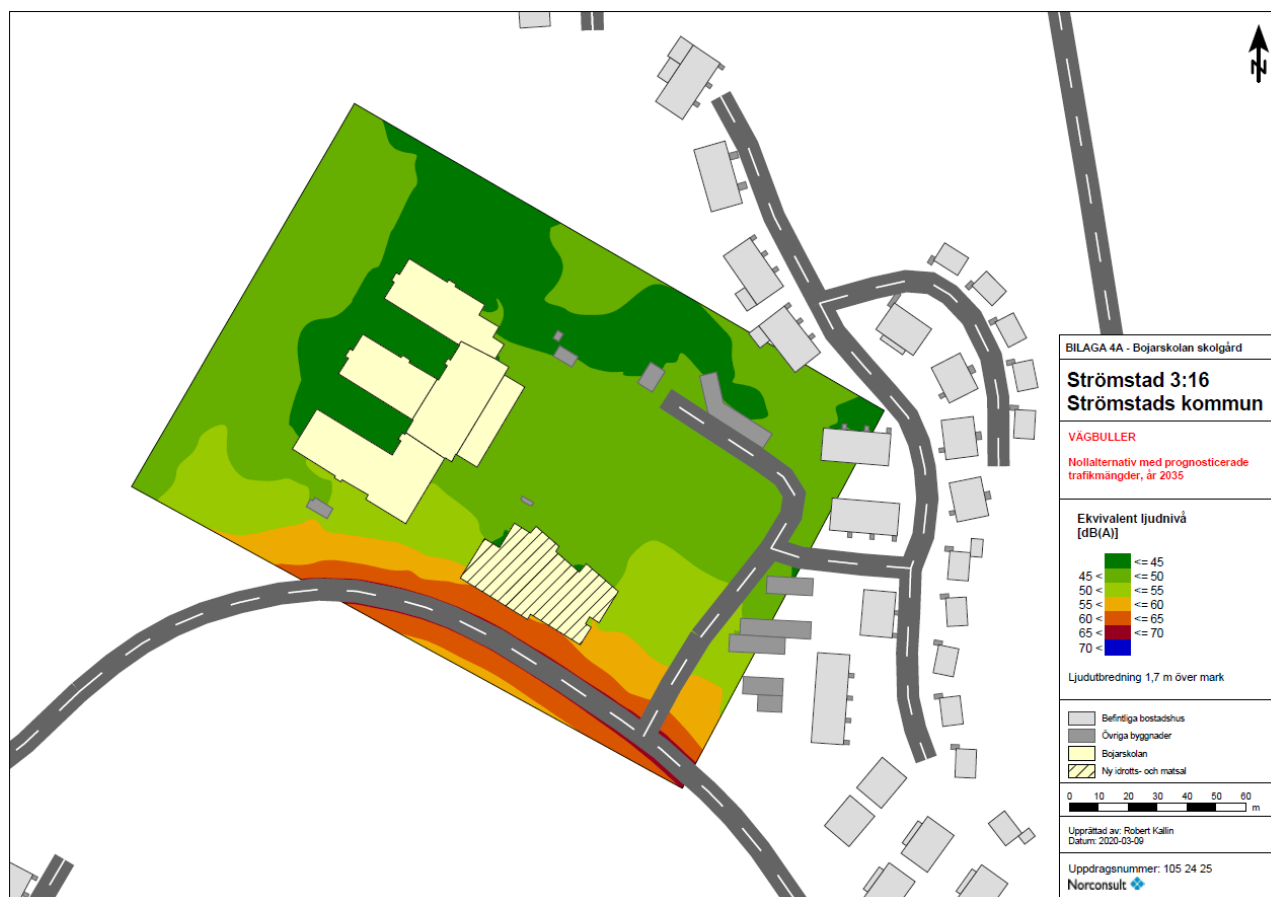 N
BILAGA 4A - Bojarskolan skolgård
Strömstad 3:16
Strömstads kommun
VÄGBULLER
Nollalternativ med prognosticerade
trafikmängder, år 2035
Ekvivalent ljudnivå
[dB(A)]
<= 45
45 < <= 50
50 < <= 55
55 < <= 60
60 < <= 65
65 < <= 70
70 <
Ljudutbredning 1,7 m över mark
Befintliga bostadshus
Övriga byggnader
Bojarskolan
Ny idrotts- och matsal
0 10 20 30 40 50 60
m
Upprättad av: Robert Kallin
Datum: 2020-03-09
Uppdragsnummer: 105 24 25
Norconsult